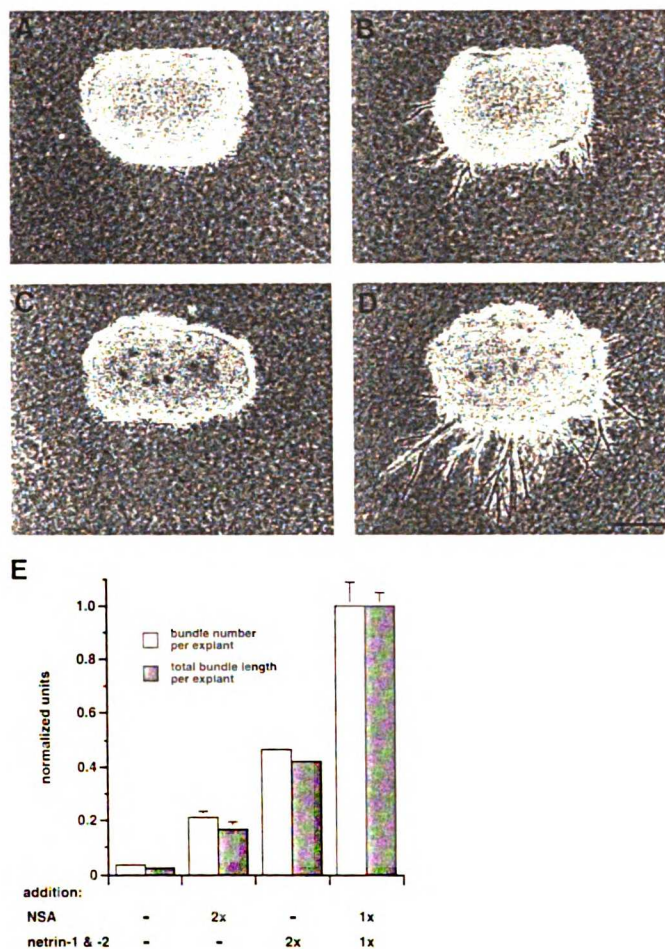 A
B
C
D
E
normalized units
1.0
0.8
0.6
0.4
0.2
0
bundle number
per explant
total bundle length
per explant
addition:
NSA - 2x - 1x
netrin-1 & -2 - - 2x 1x